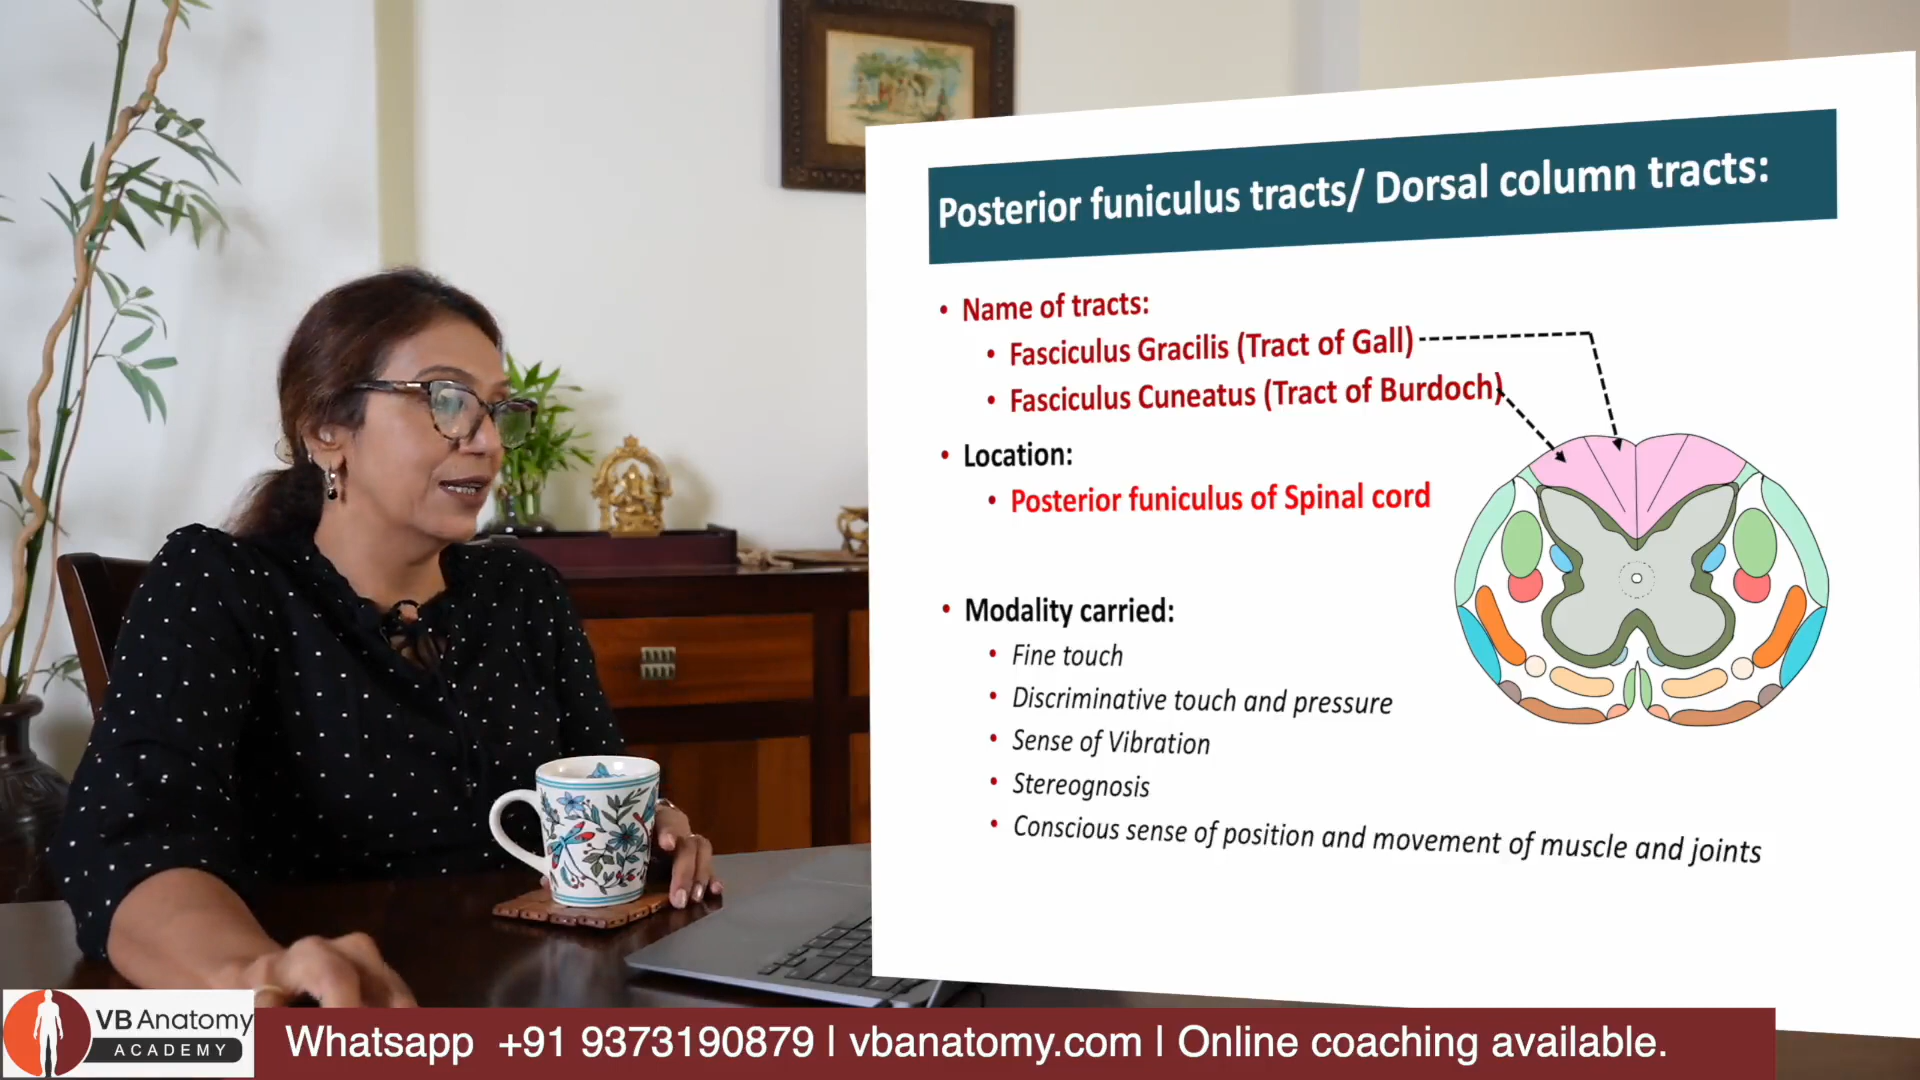 Posterior funiculus tracts/ Dorsal column tracts:
• Name of tracts:
• Fasciculus Gracilis (Tract of Gall)
• Fasciculus Cuneatus (Tract of Burdoch)
• Location:
• Posterior funiculus of Spinal cord
• Modality carried:
• Fine touch
• Discriminative touch and pressure
• Sense of Vibration
• Stereognosis
• Conscious sense of position and movement of muscle and joints
VB Anatomy
ACADEMY
Whatsapp +91 9373190879 | vbanatomy.com | Online coaching available.